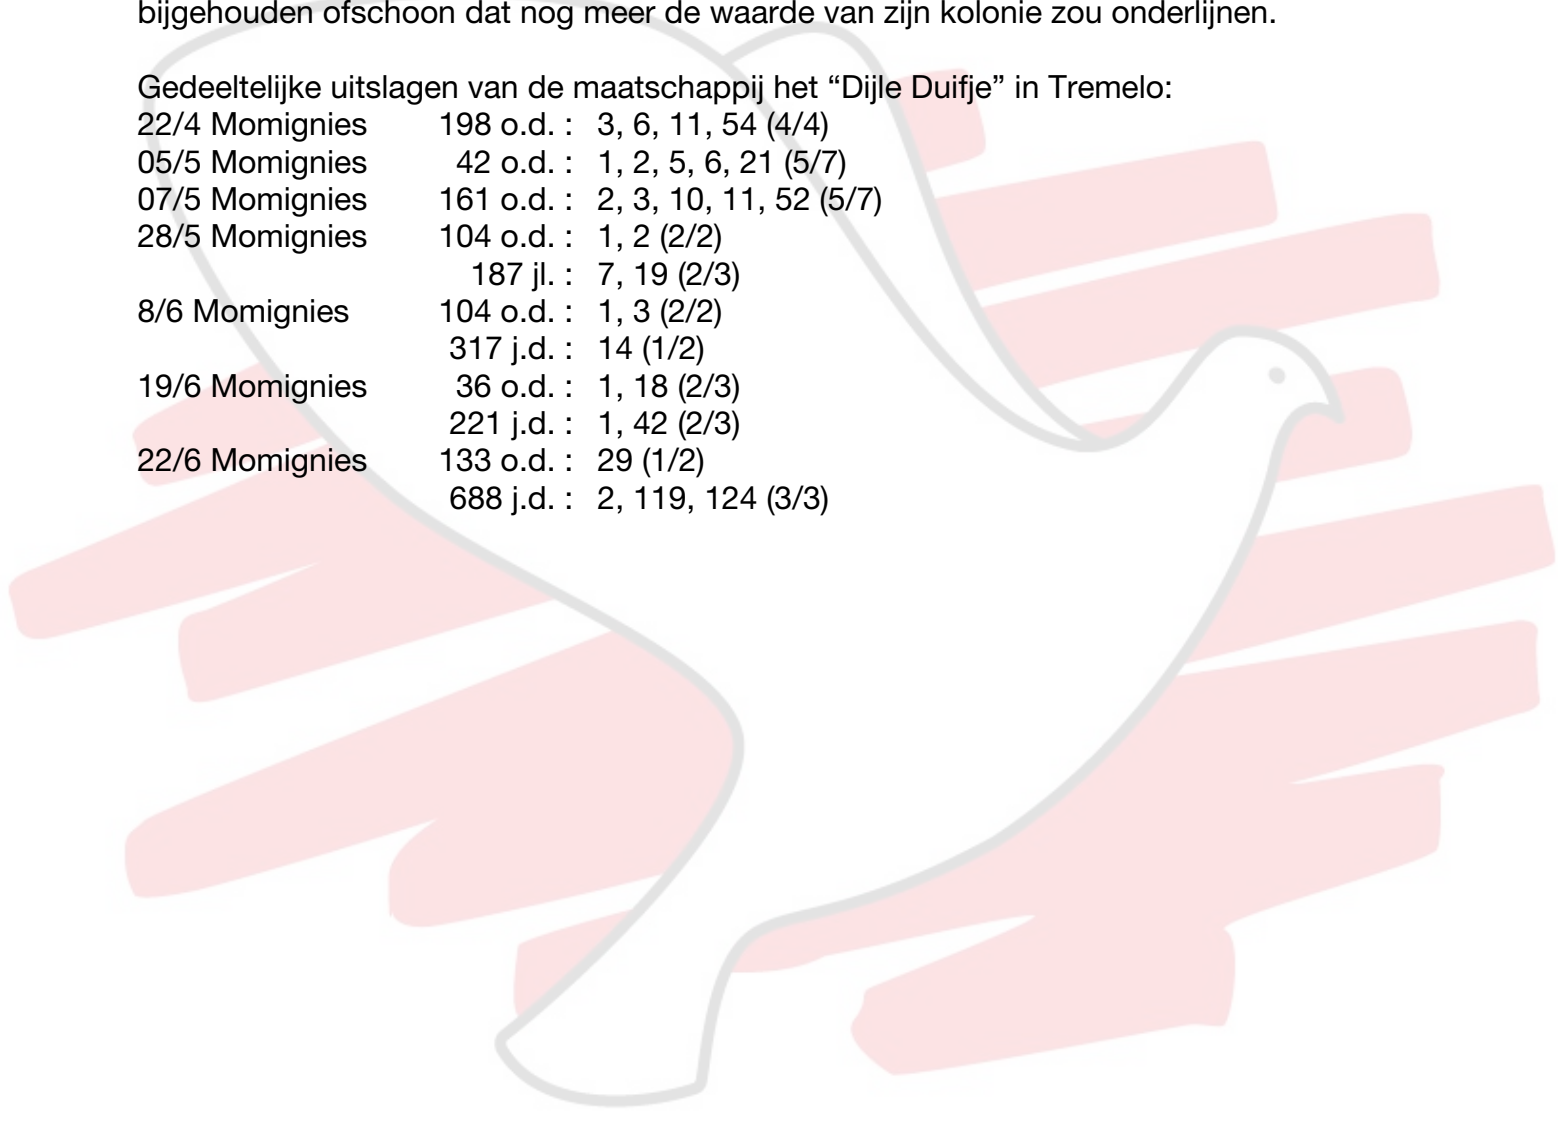 bijgehouden ofschoon dat nog meer de waarde van zijn kolonie zou onderlijnen.
Gedeeltelijke uitslagen van de maatschappij het “Dijle Duifje” in Tremelo:
22/4 Momignies 198 o.d. : 3, 6, 11, 54 (4/4)
05/5 Momignies 42 o.d. : 1, 2, 5, 6, 21 (5/7)
07/5 Momignies 161 o.d. : 2, 3, 10, 11, 52 (5/7)
28/5 Momignies 104 o.d. : 1, 2 (2/2)
187 jl. : 7, 19 (2/3)
8/6 Momignies 104 o.d. : 1, 3 (2/2)
317 j.d. : 14 (1/2)
19/6 Momignies 36 o.d. : 1, 18 (2/3)
221 j.d. : 1, 42 (2/3)
22/6 Momignies 133 o.d. : 29 (1/2)
688 j.d. : 2, 119, 124 (3/3)